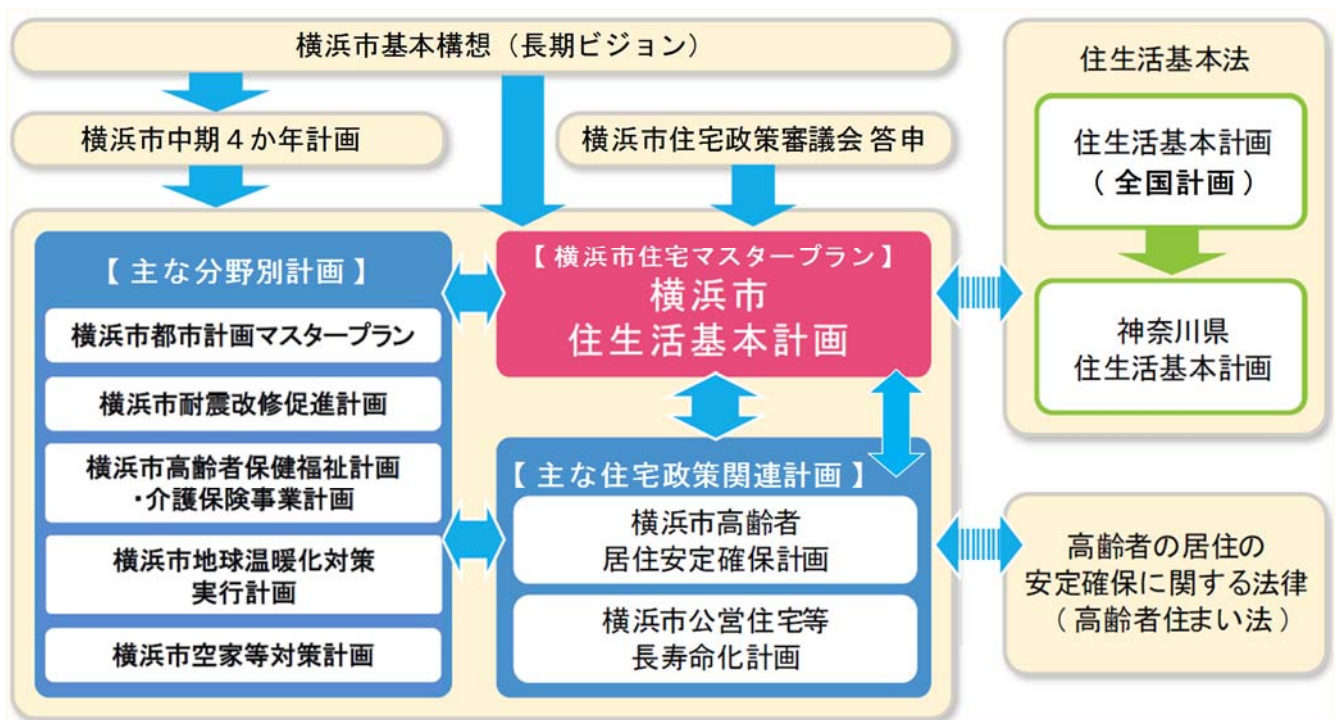 横浜市基本構想（長期ビジョン）
横浜市中期４か年計画
横浜市住宅政策審議会 答申
【 主な分野別計画 】
横浜市都市計画マスタープラン
横浜市耐震改修促進計画
横浜市高齢者保健福祉計画
・介護保険事業計画
横浜市地球温暖化対策
実行計画
横浜市空家等対策計画
【 横浜市住宅マスタープラン 】
横浜市
住生活基本計画
【 主な住宅政策関連計画 】
横浜市高齢者
居住安定確保計画
横浜市公営住宅等
長寿命化計画
住生活基本法
住生活基本計画
（ 全国計画 ）
神奈川県
住生活基本計画
高齢者の居住の
安定確保に関する法律
（ 高齢者住まい法 ）